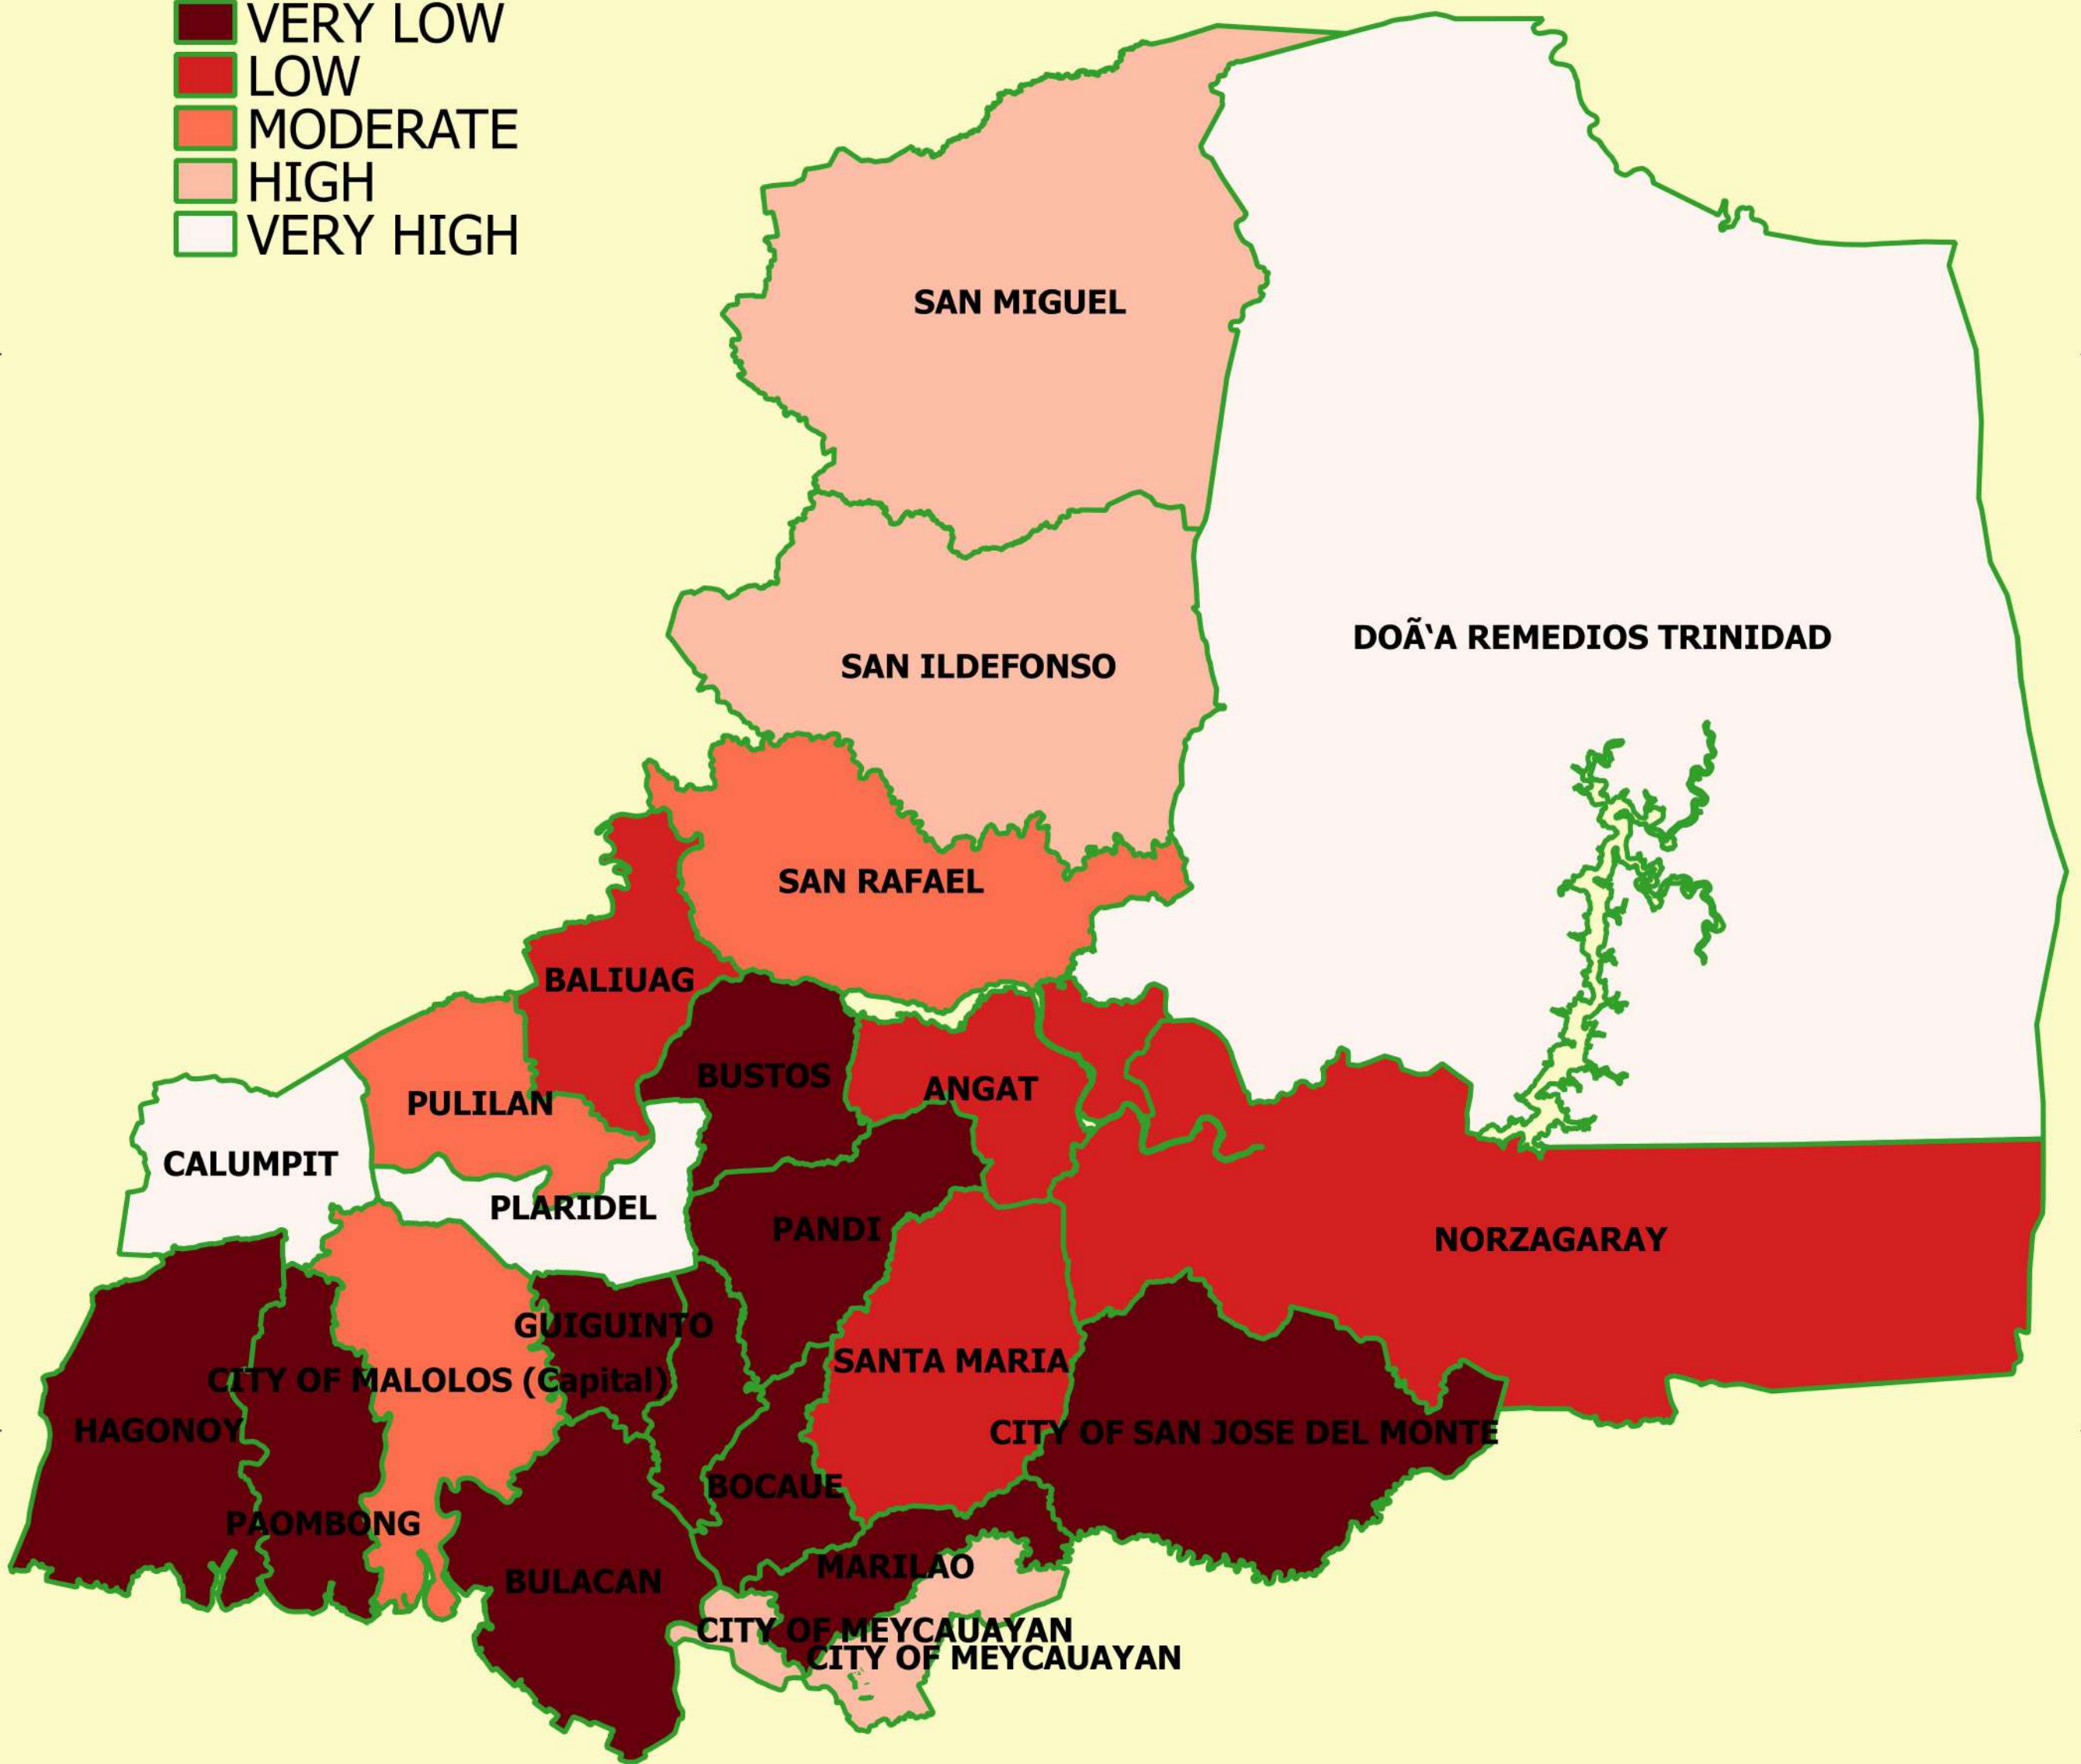 VERY LOW
LOW
MODERATE
HIGH
VERY HIGH
SAN MIGUEL
DOÃ‘A REMEDIOS TRINIDAD
SAN ILDEFONSO
SAN RAFAEL
BALIUAG
BUSTOS
ANGAT
PULILAN
CALUMPIT
PLARIDEL
PANDI
NORZAGARAY
GUIGUINTO
SANTA MARIA
CITY OF MALOLOS (Capital)
HAGONOY
CITY OF SAN JOSE DEL MONTE
BOCAUE
PAOMBONG
MARILAO
BULACAN
CITY OF MEYCAUAYAN
CITY OF MEYCAUAYAN